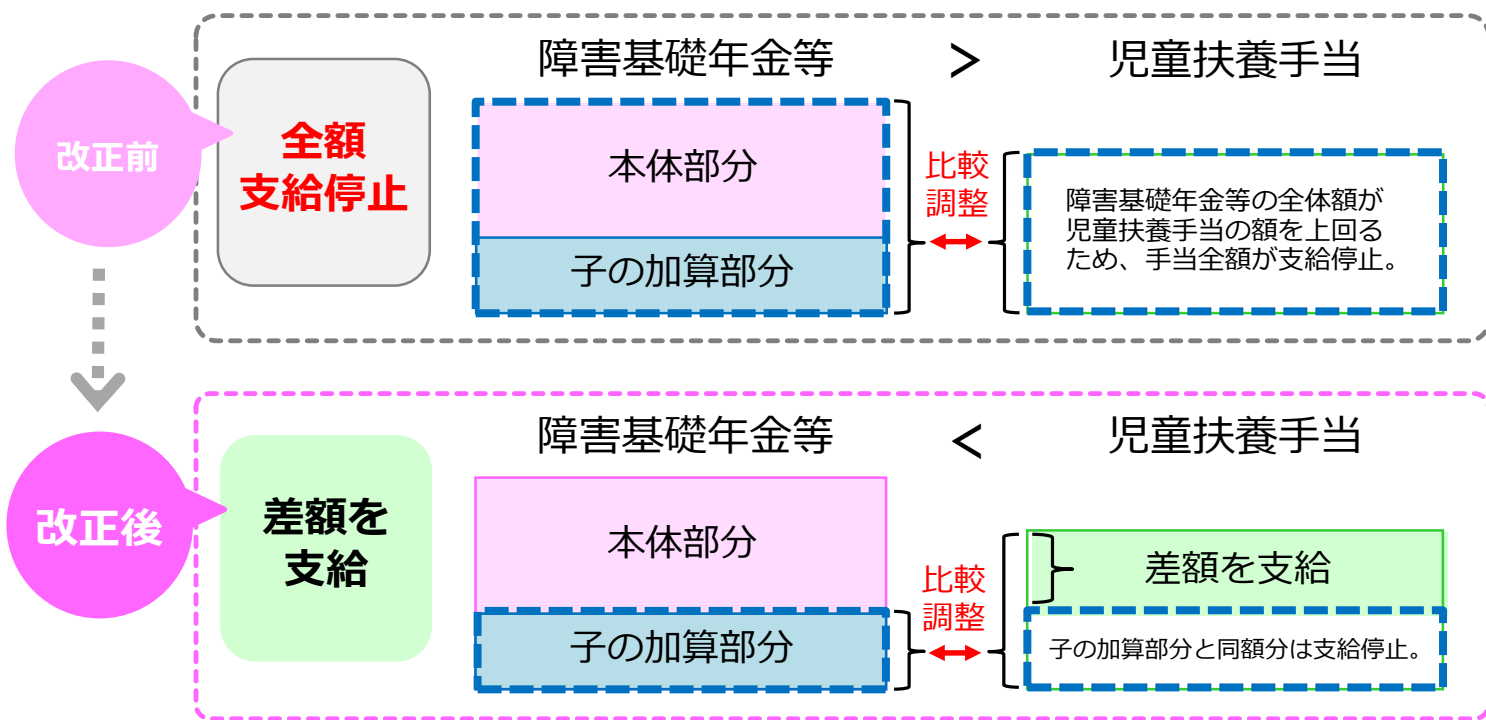 障害基礎年金等 > 児童扶養手当
改正前
全額
支給停止
本体部分
子の加算部分
比較
調整
障害基礎年金等の全体額が
児童扶養手当の額を上回る
ため、手当全額が支給停止。
障害基礎年金等 < 児童扶養手当
改正後
差額を
支給
本体部分
子の加算部分
比較
調整
差額を支給
子の加算部分と同額分は支給停止。